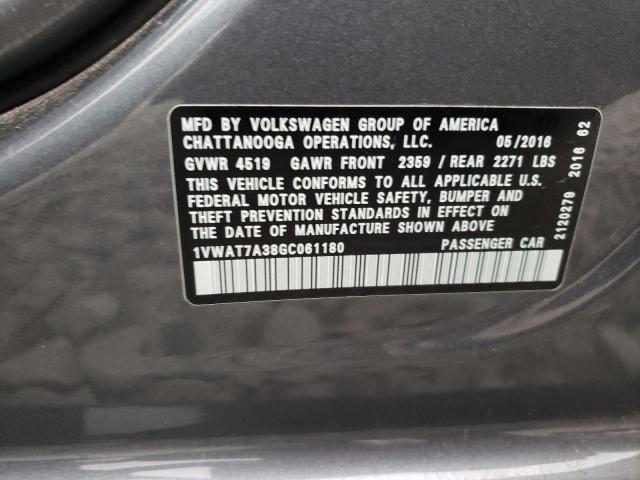 MFD BY VOLKSWAGEN GROUP OF AMERICA
CHATTANOOGA OPERATIONS, LLC. 05/2016
GVWR 4519 GAWR FRONT 2359 / REAR 2271 LBS
THIS VEHICLE CONFORMS TO ALL APPLICABLE U.S.
FEDERAL MOTOR VEHICLE SAFETY, BUMPER AND
THEFT PREVENTION STANDARDS IN EFFECT ON
THE DATE OF MANUFACTURE SHOWN ABOVE
1VWAT7A38GC061180 PASSENGER CAR
2120279 2016 62